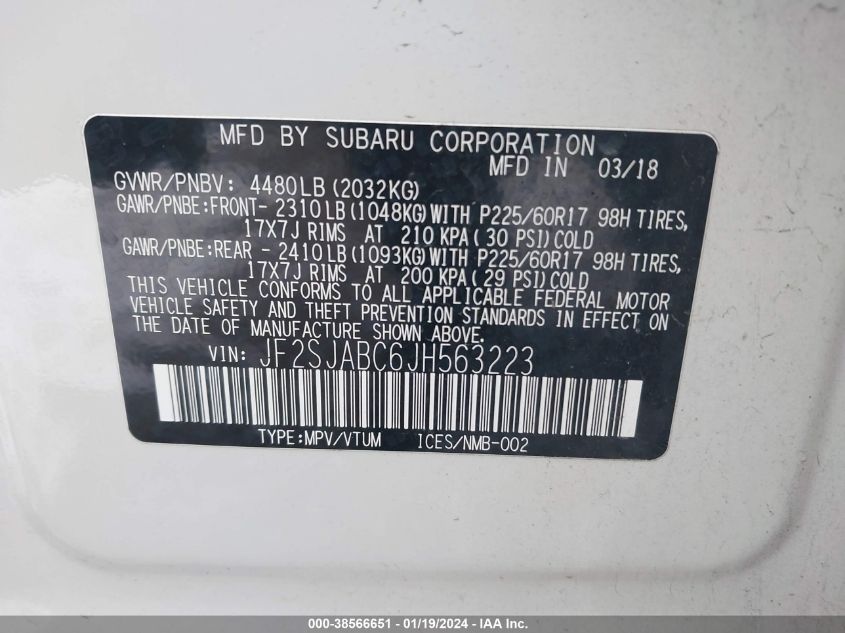 MFD BY SUBARU CORPORATION
MFD IN 03/18
GVWR/PNBV: 4480LB (2032KG)
GAWR/PNBE:FRONT- 2310LB (1048KG) WITH P225/60R17 98H TIRES,
17X7J RIMS AT 210 KPA ( 30 PSI) COLD
GAWR/PNBE:REAR - 2410LB (1093KG) WITH P225/60R17 98H TIRES,
17X7J RIMS AT 200 KPA ( 29 PSI) COLD
THIS VEHICLE CONFORMS TO ALL APPLICABLE FEDERAL MOTOR
VEHICLE SAFETY AND THEFT PREVENTION STANDARDS IN EFFECT ON
THE DATE OF MANUFACTURE SHOWN ABOVE.
VIN: JF2SJABC6JH563223
TYPE:MPV/VTUM ICES/NMB-002
000-38566651 - 01/19/2024 - IAA Inc.